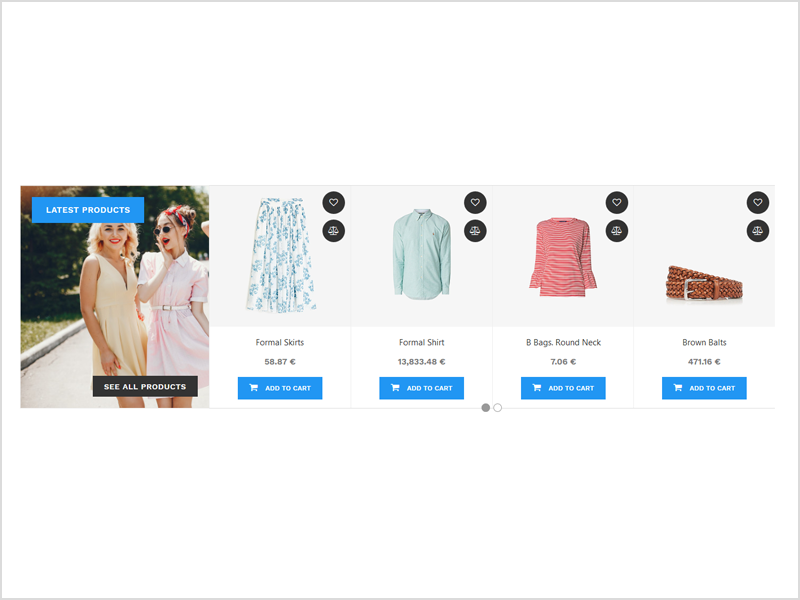 LATEST PRODUCTS
SEE ALL PRODUCTS
Formal Skirts
58.87 €
ADD TO CART
Formal Shirt
13,833.48 €
ADD TO CART
B Bags. Round Neck
7.06 €
ADD TO CART
Brown Balts
471.16 €
ADD TO CART